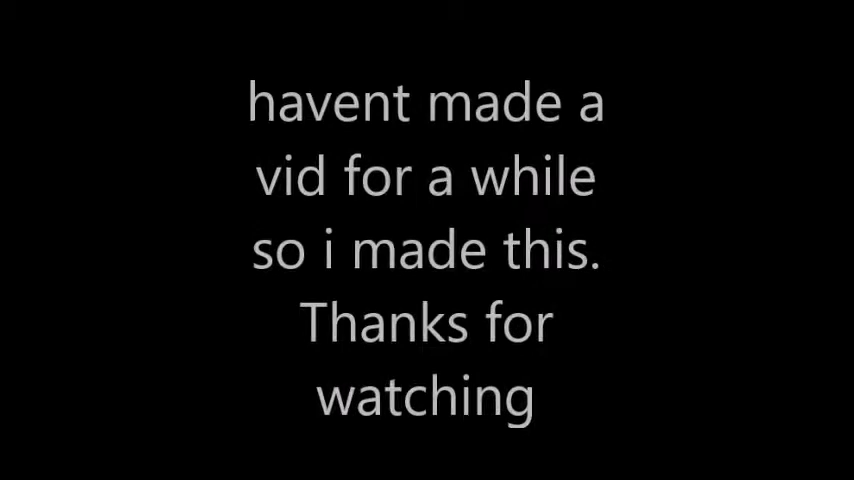 havent made a
vid for a while
so i made this.
Thanks for
watching